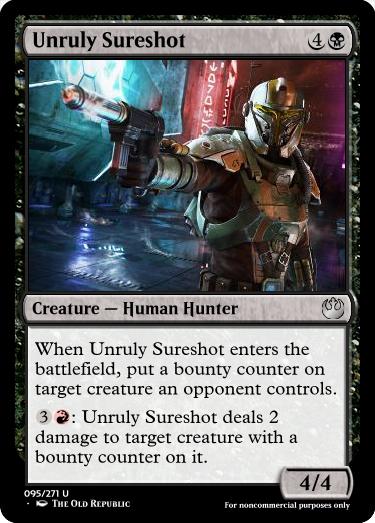 Unruly Sureshot 4
Creature — Human Hunter
When Unruly Sureshot enters the
battlefield, put a bounty counter on
target creature an opponent controls.
3: Unruly Sureshot deals 2
damage to target creature with a
bounty counter on it.
4/4
095/271 U
· The Old Republic
For noncommercial purposes only